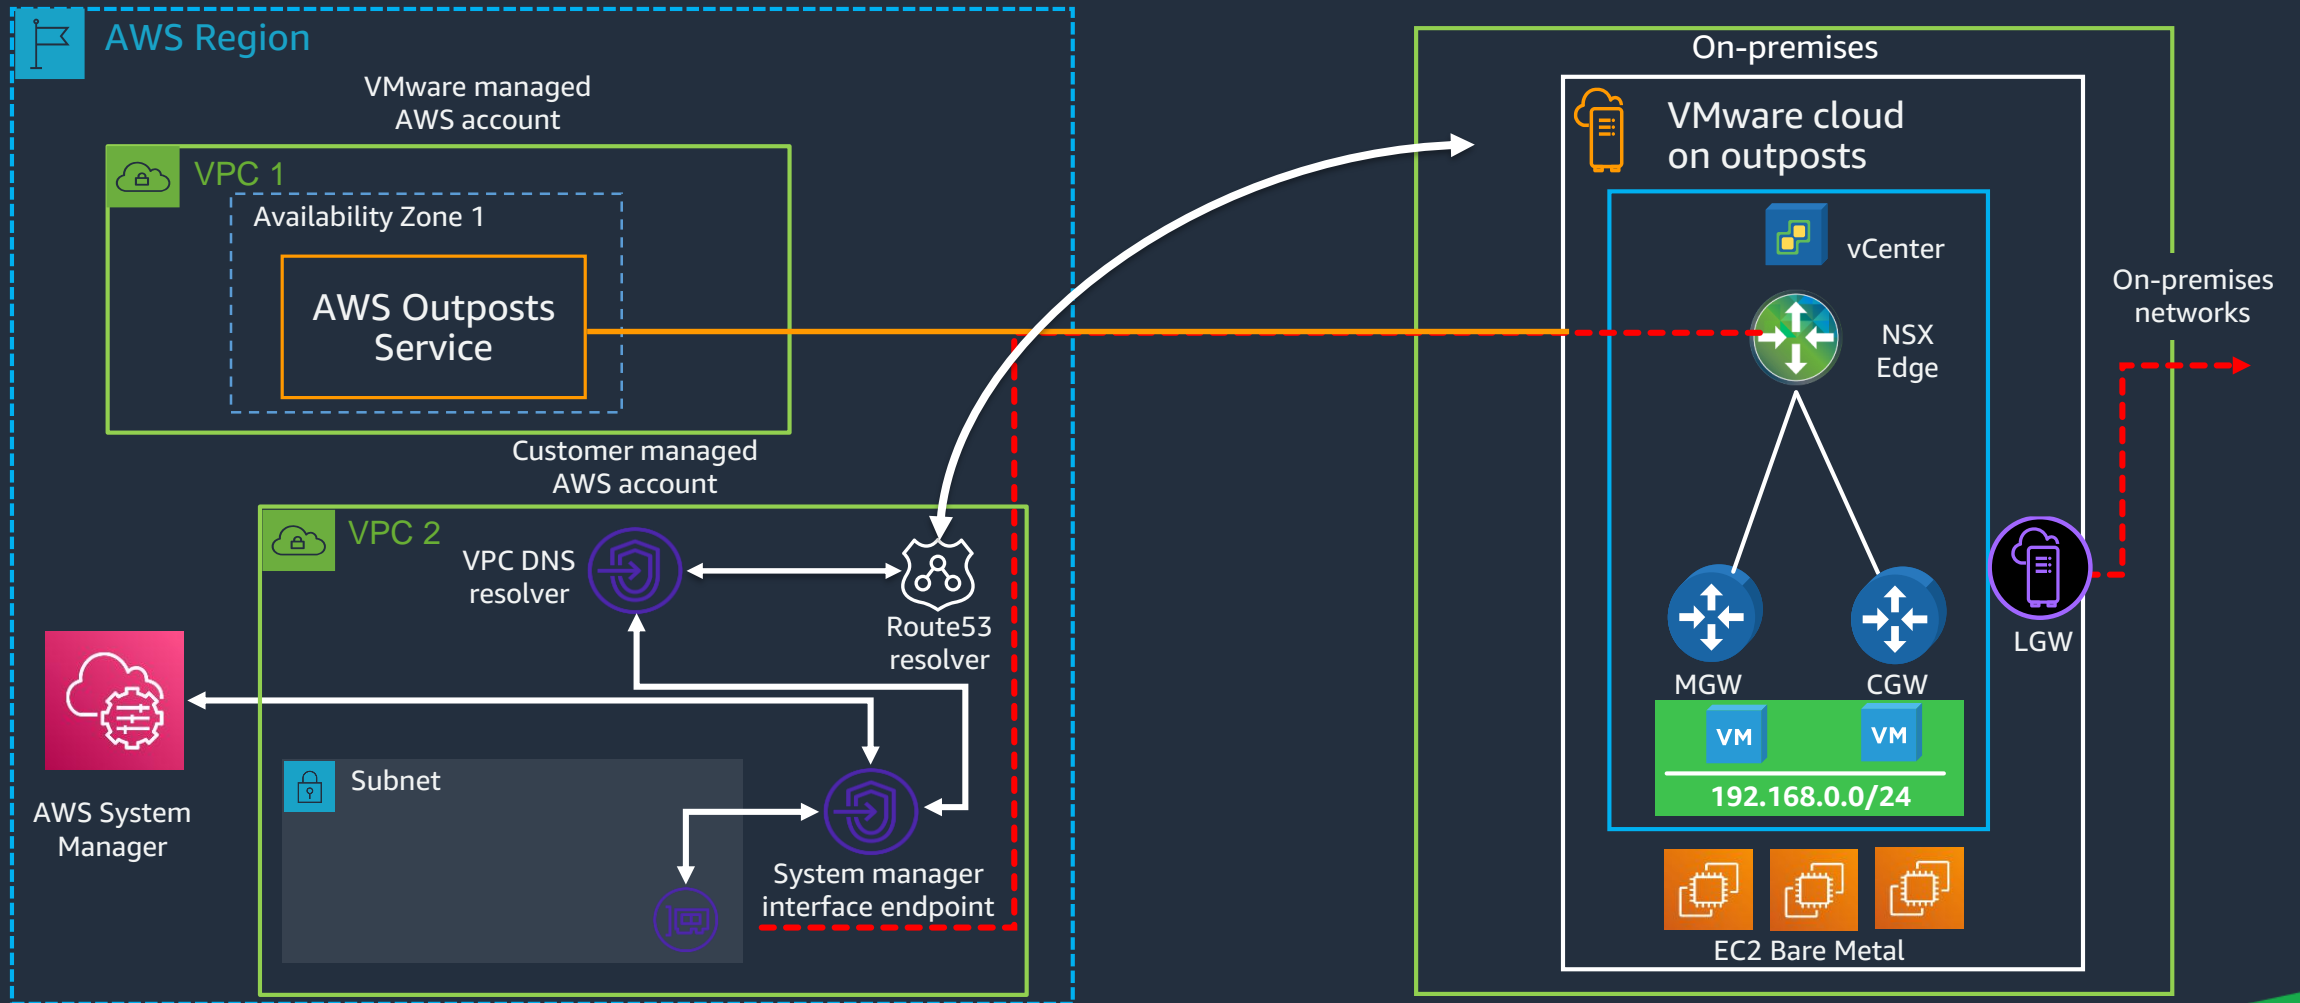 AWS Region
VMware managed
AWS account
VPC 1
Availability Zone 1
AWS Outposts
Service
Customer managed
AWS account
VPC 2
VPC DNS
resolver
Route53
resolver
AWS System
Manager
Subnet
System manager
interface endpoint
On-premises
VMware cloud
on outposts
vCenter
NSX
Edge
On-premises
networks
LGW
MGW
CGW
VM
VM
192.168.0.0/24
EC2 Bare Metal